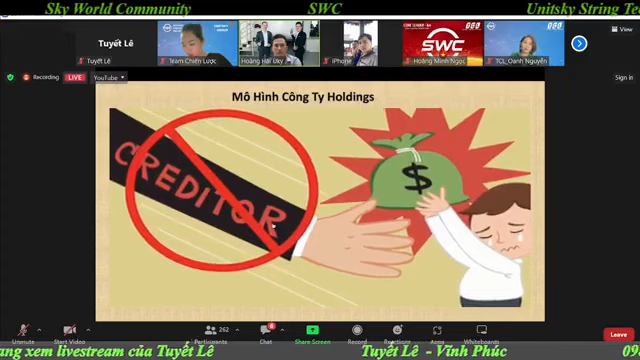 Sky World Community SWC Unitsky String Te
Tuyết Lê
Tuyết Lê
Team Chiến Lược
Hoàng Hải Uky
iPhone
SWC
Hoàng Minh Ngọc
TCL_Oanh Nguyễn
View
Recording LIVE YouTube
Sign in
Mô Hình Công Ty Holdings
CREDITOR
$
262
8
Unmute Start Video Participants Chat Share Screen Record Reactions Apps Whiteboards Leave
ang xem livestream của Tuyết Lê Tuyết Lê - Vĩnh Phúc 09